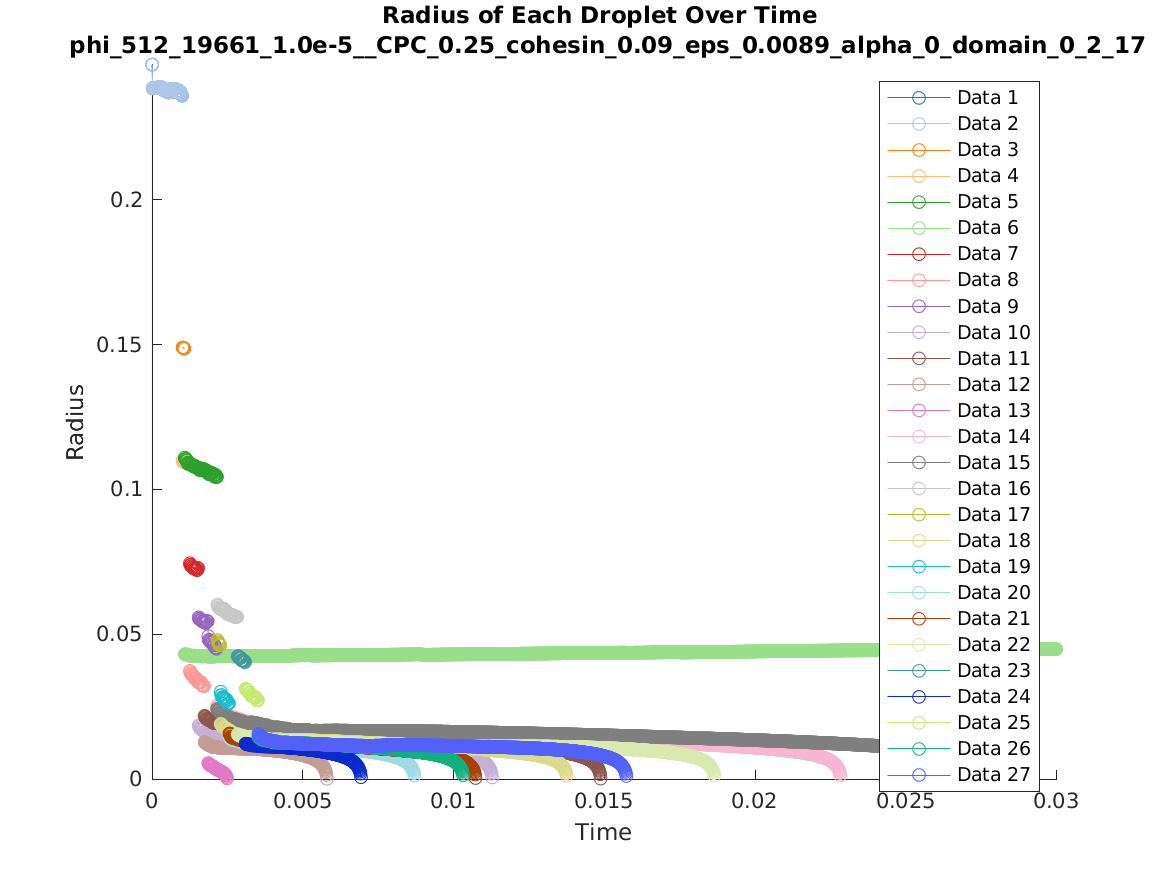 Radius of Each Droplet Over Time
phi_512_19661_1.0e-5__CPC_0.25_cohesin_0.09_eps_0.0089_alpha_0_domain_0_2_17
Radius
0.2
0.15
0.1
0.05
0
0
0.005
0.01
0.015
0.02
0.025
0.03
Time
Data 1
Data 2
Data 3
Data 4
Data 5
Data 6
Data 7
Data 8
Data 9
Data 10
Data 11
Data 12
Data 13
Data 14
Data 15
Data 16
Data 17
Data 18
Data 19
Data 20
Data 21
Data 22
Data 23
Data 24
Data 25
Data 26
Data 27